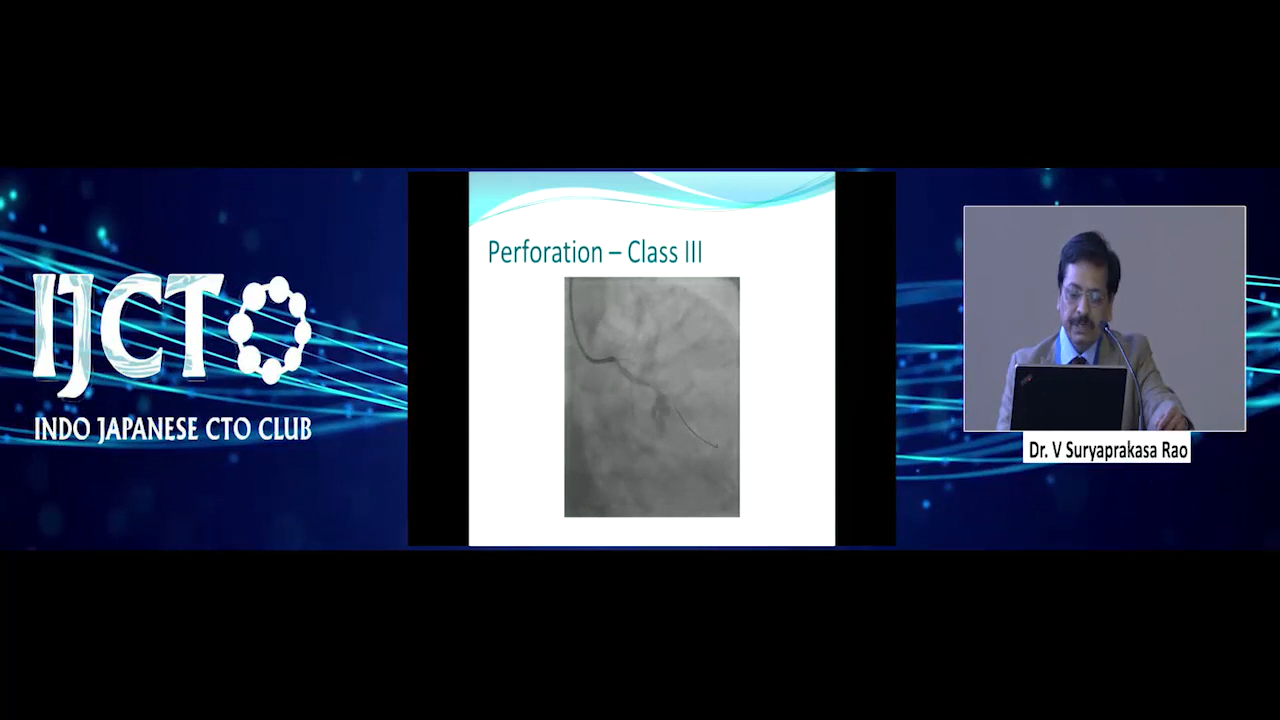 IJCTO
INDO JAPANESE CTO CLUB
Perforation – Class III
Dr. V Suryaprakasa Rao